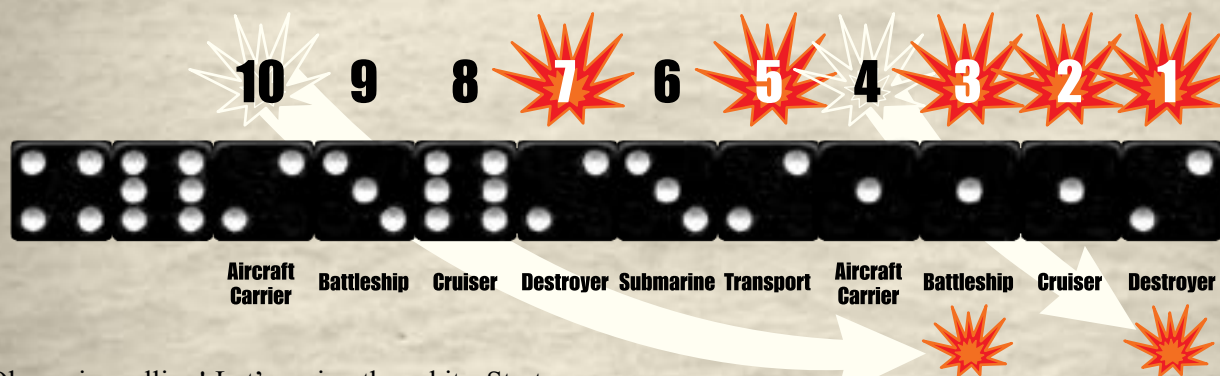 10 9 8 7 6 5 4 3 2 1
Aircraft Carrier Battleship Cruiser Destroyer Submarine Transport Aircraft Carrier Battleship Cruiser Destroyer